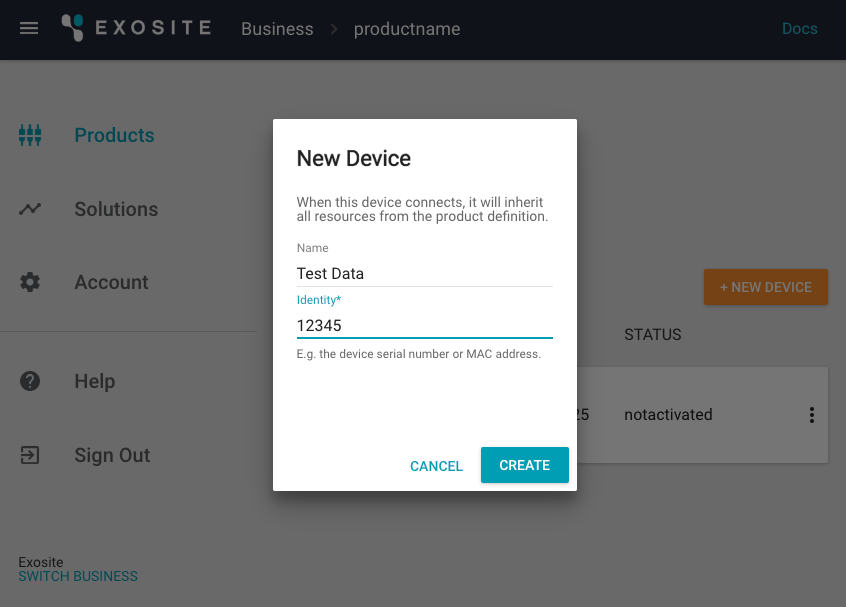 EXOSITE Business > productname Docs
Products
Solutions
Account
Help
Sign Out
Exosite
SWITCH BUSINESS
New Device
When this device connects, it will inherit
all resources from the product definition.
Name
Test Data
Identity*
12345
E.g. the device serial number or MAC address.
CANCEL CREATE
+ NEW DEVICE
STATUS
25 notactivated